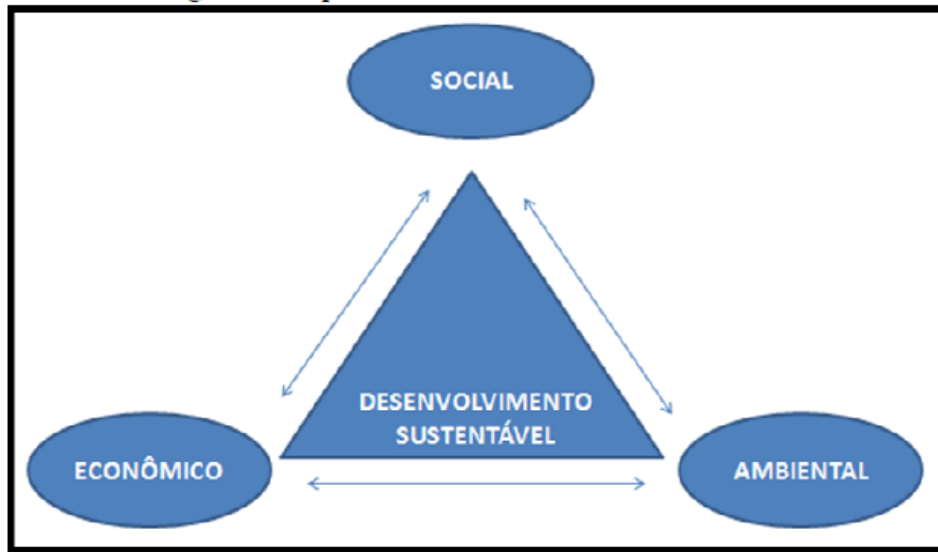 SOCIAL
DESENVOLVIMENTO
SUSTENTÁVEL
ECONÔMICO
AMBIENTAL